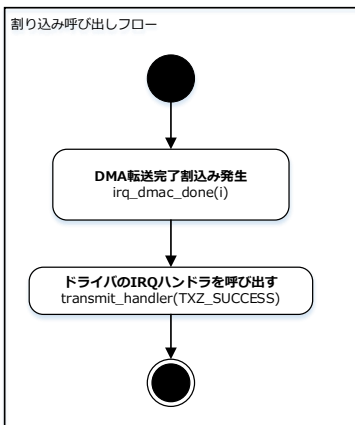 割り込み呼び出しフロー
DMA転送完了割込み発生
irq_dmac_done(i)
ドライバのIRQハンドラを呼び出す
transmit_handler(TXZ_SUCCESS)